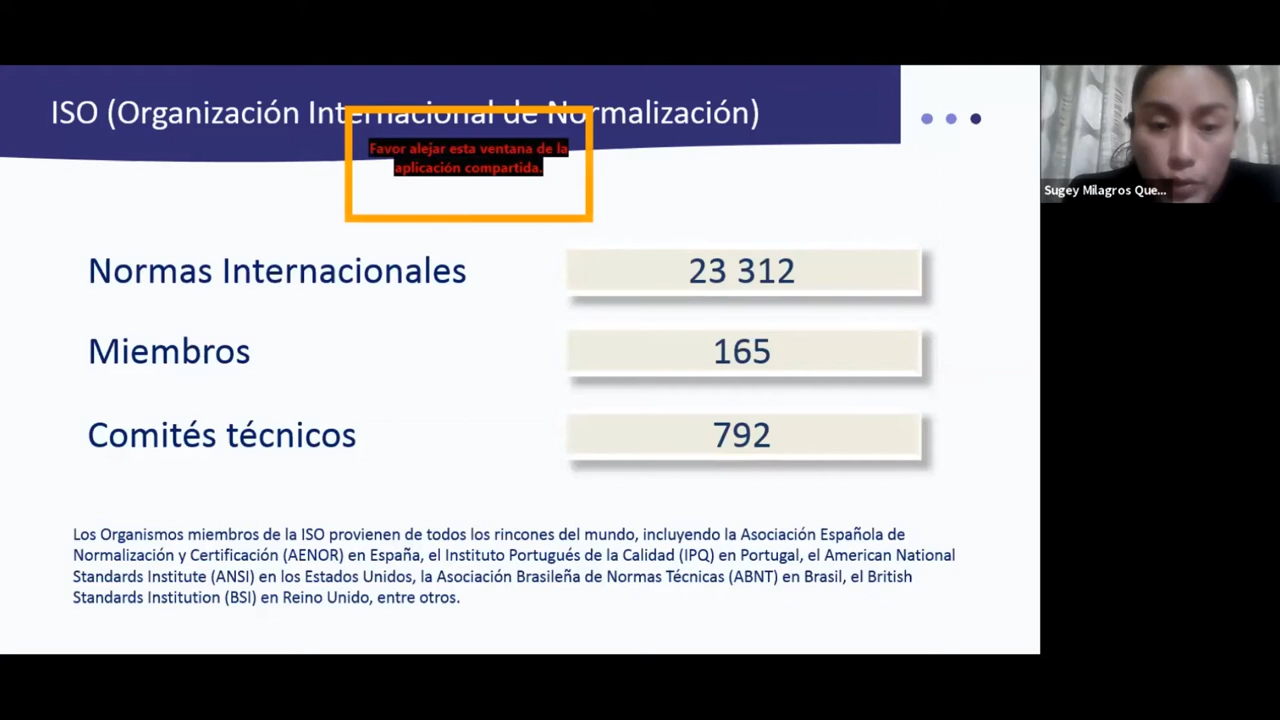 ISO (Organización Internacional de Normalización)
Favor alejar esta ventana de la
aplicación compartida.
Sugey Milagros Que...
Normas Internacionales 23 312
Miembros 165
Comités técnicos 792
Los Organismos miembros de la ISO provienen de todos los rincones del mundo, incluyendo la Asociación Española de
Normalización y Certificación (AENOR) en España, el Instituto Portugués de la Calidad (IPQ) en Portugal, el American National
Standards Institute (ANSI) en los Estados Unidos, la Asociación Brasileña de Normas Técnicas (ABNT) en Brasil, el British
Standards Institution (BSI) en Reino Unido, entre otros.